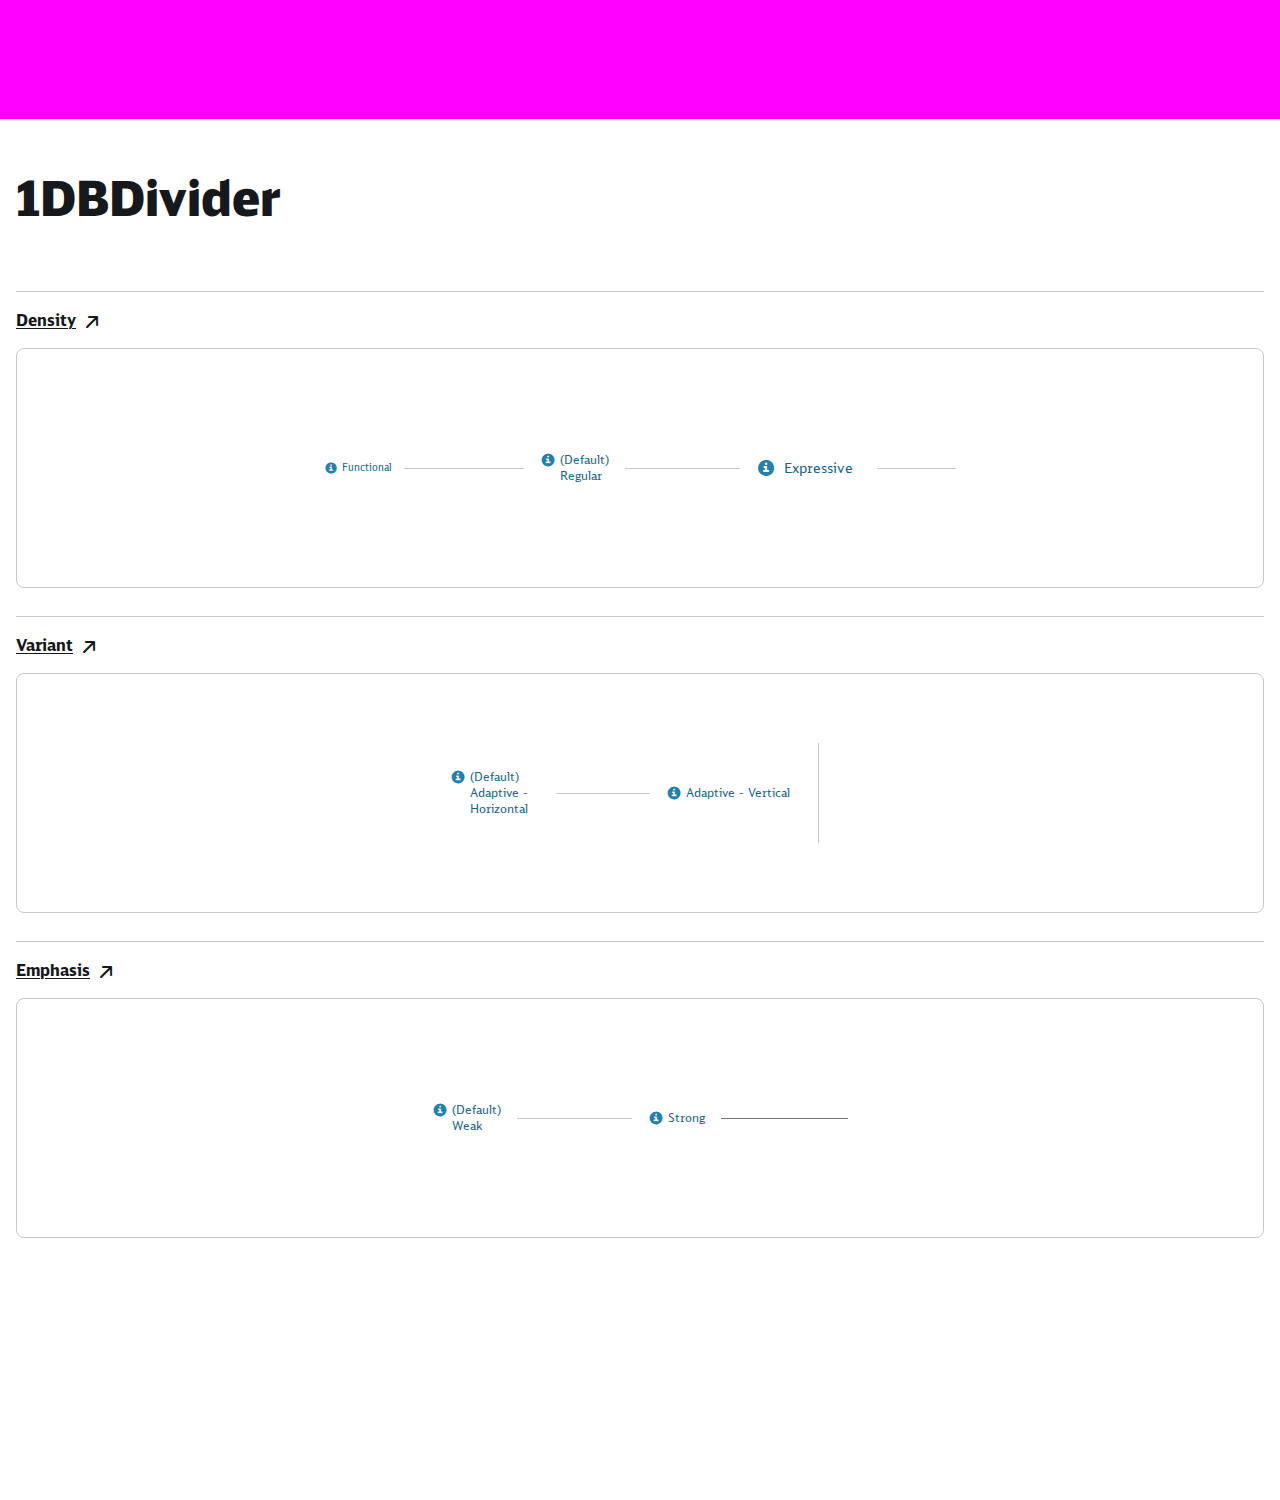 1DBDivider
Density
Functional
(Default)
Regular
Expressive
Variant
(Default)
Adaptive -
Horizontal
Adaptive - Vertical
Emphasis
(Default)
Weak
Strong